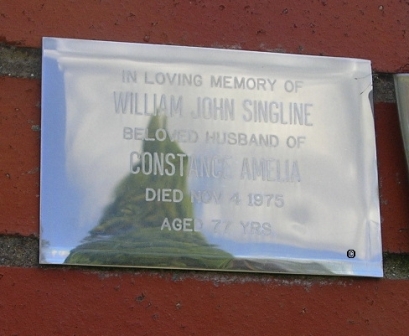 IN LOVING MEMORY OF
WILLIAM JOHN SINGLINE
BELOVED HUSBAND OF
CONSTANCE AMELIA
DIED NOV 4 1975
AGED 77 YRS